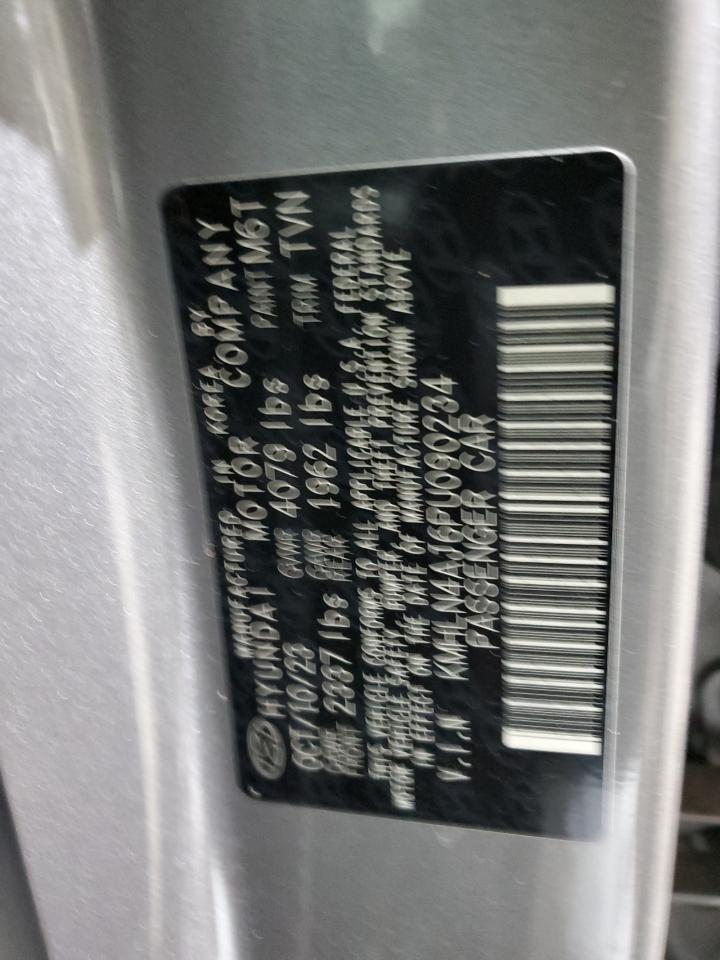 MANUFACTURED IN KOREA BY
HYUNDAI MOTOR COMPANY
OCT/10/23 GVWR 4079 lbs PAINT M6T
GAWR FRONT 2337 lbs GAWR REAR 1962 lbs TRIM TVN
THIS VEHICLE CONFORMS TO ALL APPLICABLE U.S.A. FEDERAL
MOTOR VEHICLE SAFETY, BUMPER, AND THEFT PREVENTION STANDARDS
IN EFFECT ON THE DATE OF MANUFACTURE SHOWN ABOVE
V.I.N KMHLN4AJ6PU090234
PASSENGER CAR